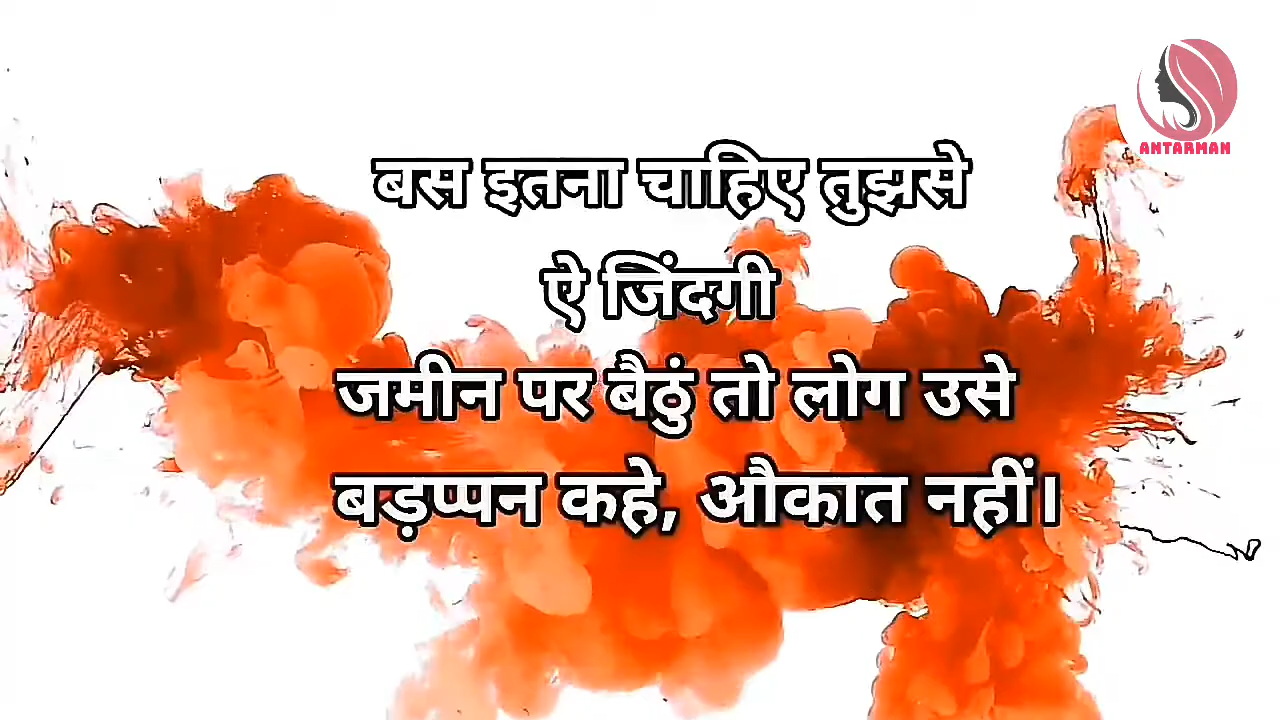 ANTARMAN
बस इतना चाहिए तुझसे
ऐ जिंदगी
जमीन पर बैठुं तो लोग उसे
बड़प्पन कहे, औकात नहीं।